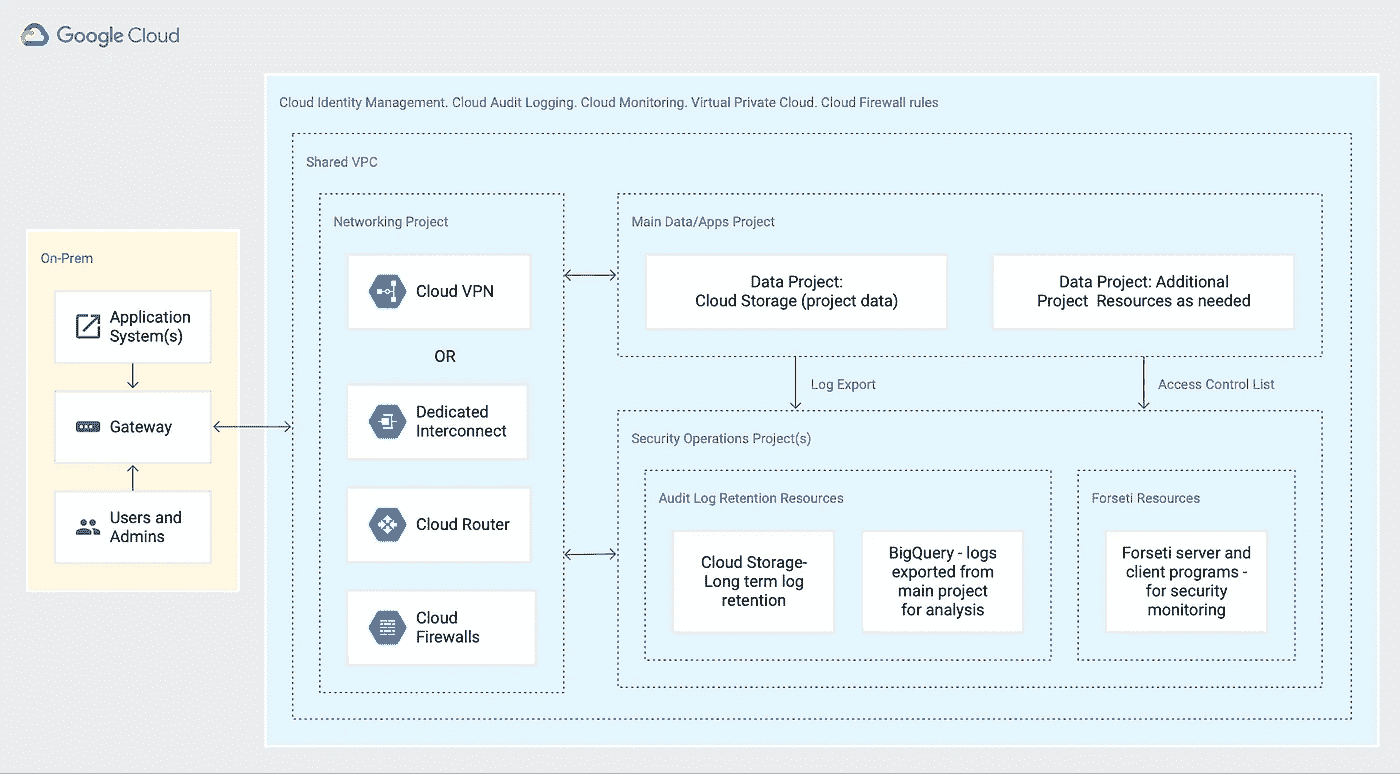 Google Cloud
Cloud Identity Management. Cloud Audit Logging. Cloud Monitoring. Virtual Private Cloud. Cloud Firewall rules
Shared VPC
On-Prem
Application
System(s)
Gateway
Users and
Admins
Networking Project
Cloud VPN
OR
Dedicated
Interconnect
Cloud Router
Cloud
Firewalls
Main Data/Apps Project
Data Project:
Cloud Storage (project data)
Data Project: Additional
Project Resources as needed
Log Export
Access Control List
Security Operations Project(s)
Audit Log Retention Resources
Cloud Storage-
Long term log
retention
BigQuery - logs
exported from
main project
for analysis
Forseti Resources
Forseti server and
client programs -
for security
monitoring